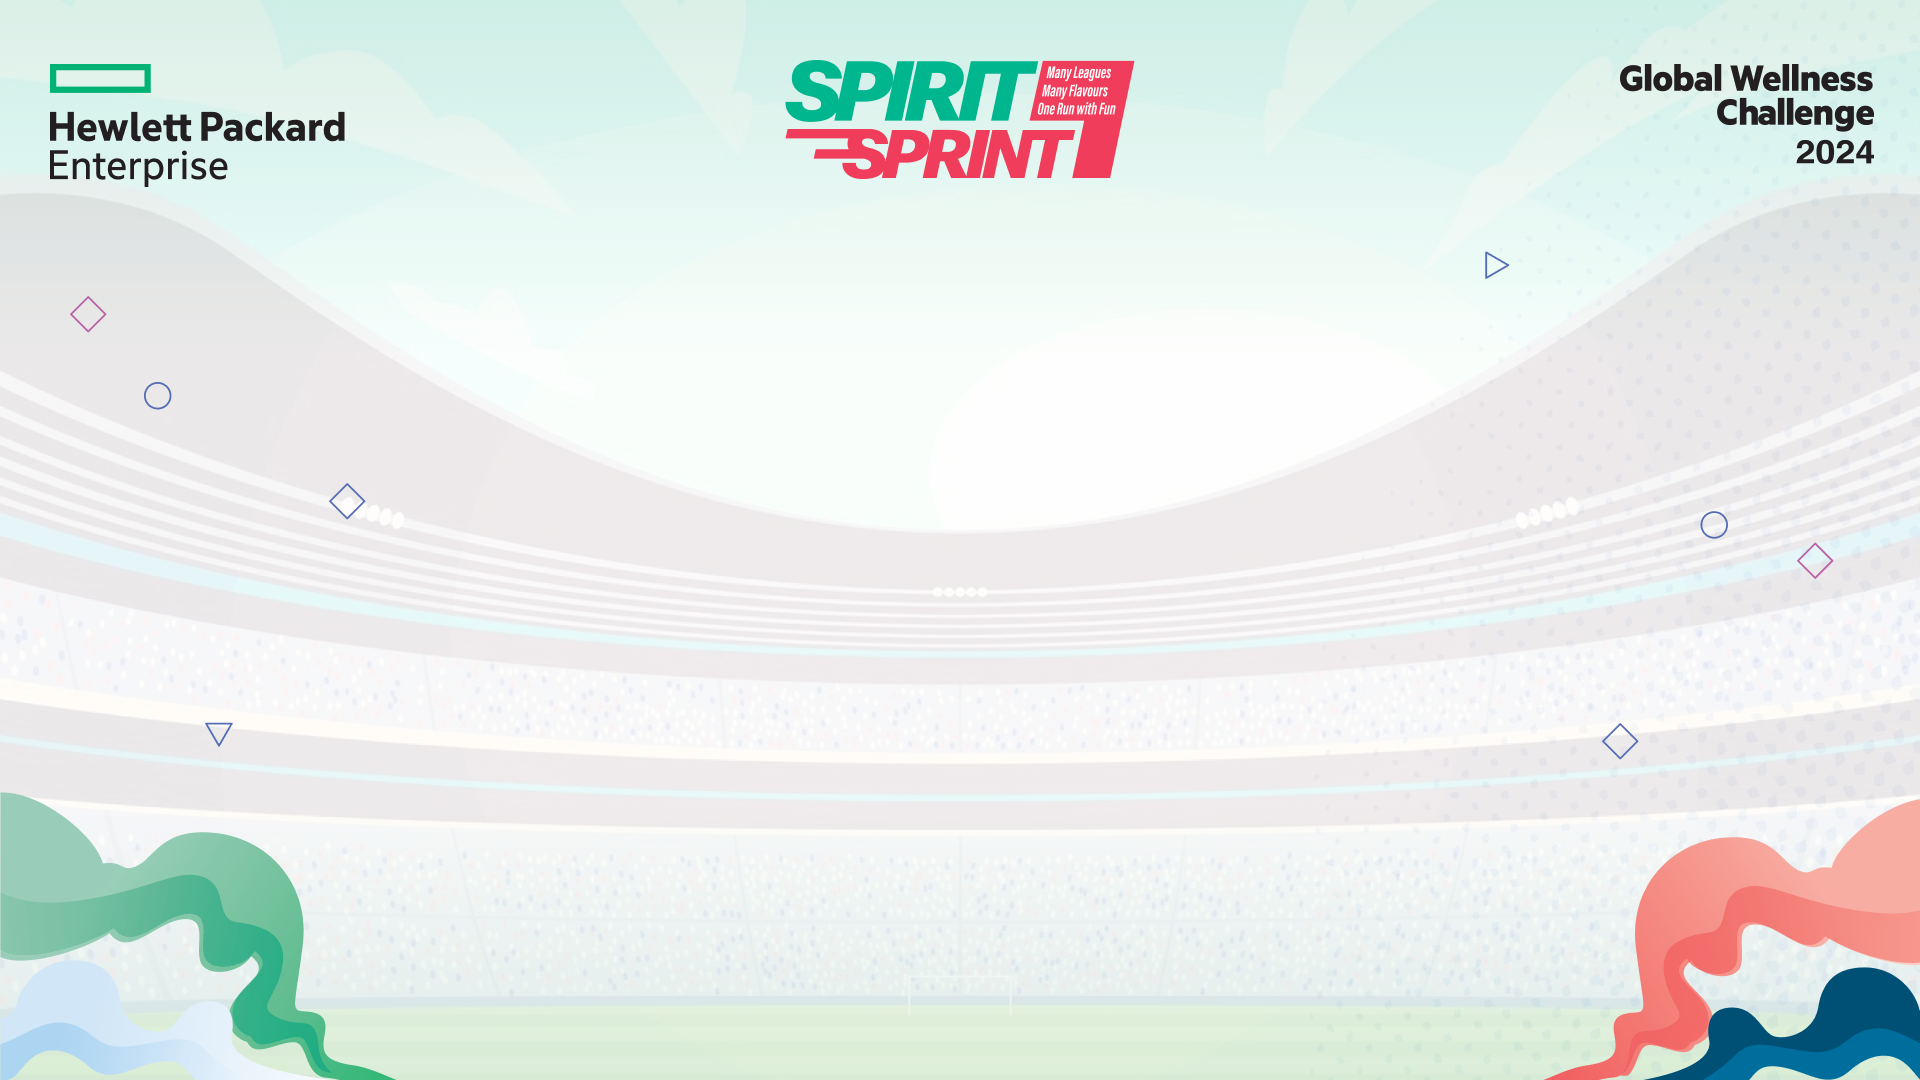 Hewlett Packard
Enterprise
SPIRIT
SPRINT
Many Leagues
Many Flavours
One Run with Fun
Global Wellness
Challenge
2024